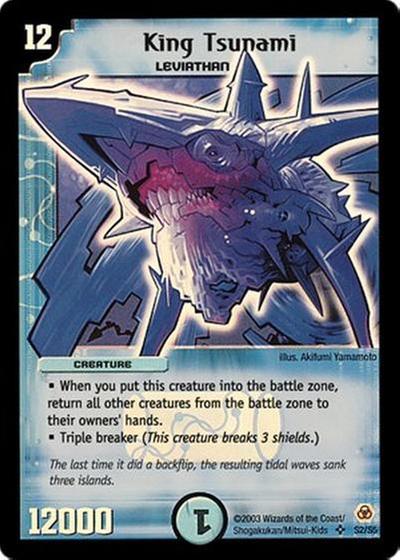 12
King Tsunami
LEVIATHAN
illus. Akifumi Yamamoto
CREATURE
▪ When you put this creature into the battle zone,
return all other creatures from the battle zone to
their owners' hands.
▪ Triple breaker (This creature breaks 3 shields.)
The last time it did a backflip, the resulting tidal waves sank
three islands.
12000
©2003 Wizards of the Coast/
Shogakukan/Mitsui-Kids S2/S5